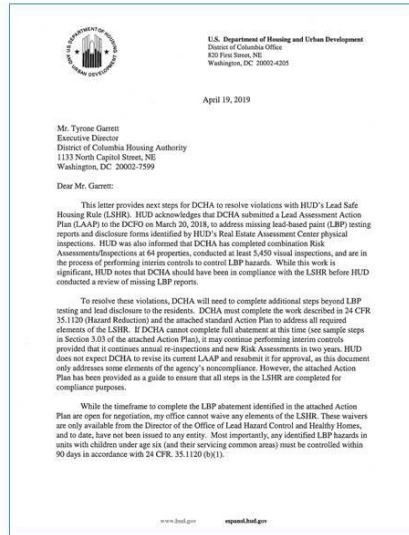 U.S. DEPARTMENT OF HOUSING AND URBAN DEVELOPMENT
U.S. Department of Housing and Urban Development
District of Columbia Office
820 First Street, NE
Washington, DC 20002-4205
April 19, 2019
Mr. Tyrone Garrett
Executive Director
District of Columbia Housing Authority
1133 North Capitol Street, NE
Washington, DC 20002-7599
Dear Mr. Garrett:
This letter provides next steps for DCHA to resolve violations with HUD's Lead Safe
Housing Rule (LSHR). HUD acknowledges that DCHA submitted a Lead Assessment Action
Plan (LAAP) to the DCFO on March 20, 2018, to address missing lead-based paint (LBP) testing
reports and disclosure forms identified by HUD's Real Estate Assessment Center physical
inspections. HUD was also informed that DCHA has completed combination Risk
Assessments/Inspections at 64 properties, conducted at least 5,450 visual inspections, and are in
the process of performing interim controls to control LBP hazards. While this work is
significant, HUD notes that DCHA should have been in compliance with the LSHR before HUD
conducted a review of missing LBP reports.
To resolve these violations, DCHA will need to complete additional steps beyond LBP
testing and lead disclosure to the residents. DCHA must complete the work described in 24 CFR
35.1120 (Hazard Reduction) and the attached standard Action Plan to address all required
elements of the LSHR. If DCHA cannot complete full abatement at this time (see sample steps
in Section 3.03 of the attached Action Plan), it may continue performing interim controls
provided that it continues annual re-inspections and new Risk Assessments in two years. HUD
does not expect DCHA to revise its current LAAP and resubmit it for approval, as this document
only addresses some elements of the agency's noncompliance. However, the attached Action
Plan has been provided as a guide to ensure that all steps in the LSHR are completed for
compliance purposes.
While the timeframe to complete the LBP abatement identified in the attached Action
Plan are open for negotiation, my office cannot waive any elements of the LSHR. These waivers
are only available from the Director of the Office of Lead Hazard Control and Healthy Homes,
and to date, have not been issued to any entity. Most importantly, any identified LBP hazards in
units with children under age six (and their servicing common areas) must be controlled within
90 days in accordance with 24 CFR. 35.1120 (b)(1).
www.hud.gov espanol.hud.gov